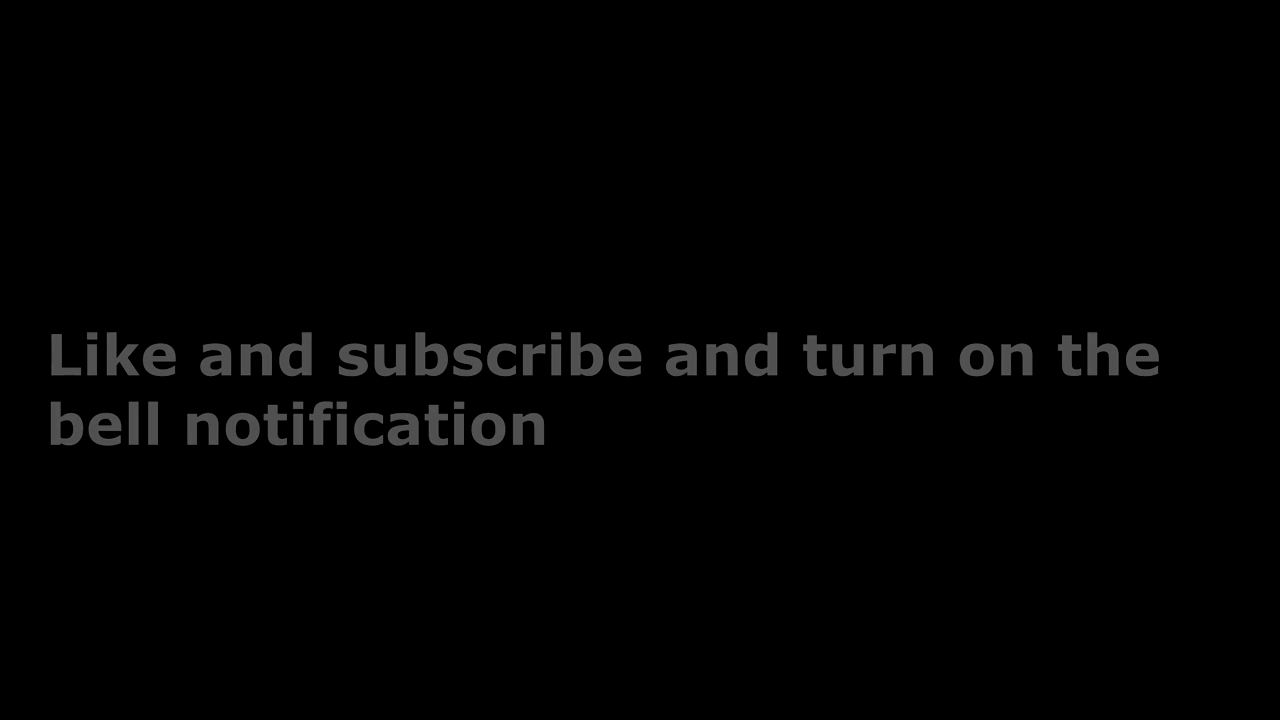 Like and subscribe and turn on the
bell notification